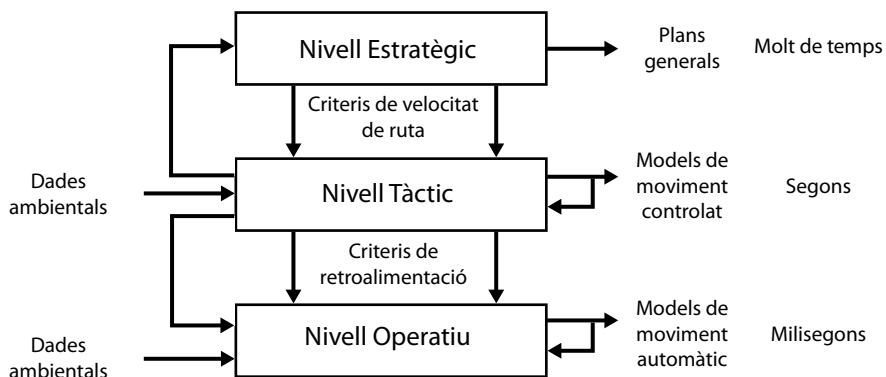 Nivell Estratègic
Plans
generals
Molt de temps
Criteris de velocitat
de ruta
Dades
ambientals
Nivell Tàctic
Models de
moviment
controlat
Segons
Criteris de
retroalimentació
Dades
ambientals
Nivell Operatiu
Models de
moviment
automàtic
Milisegons